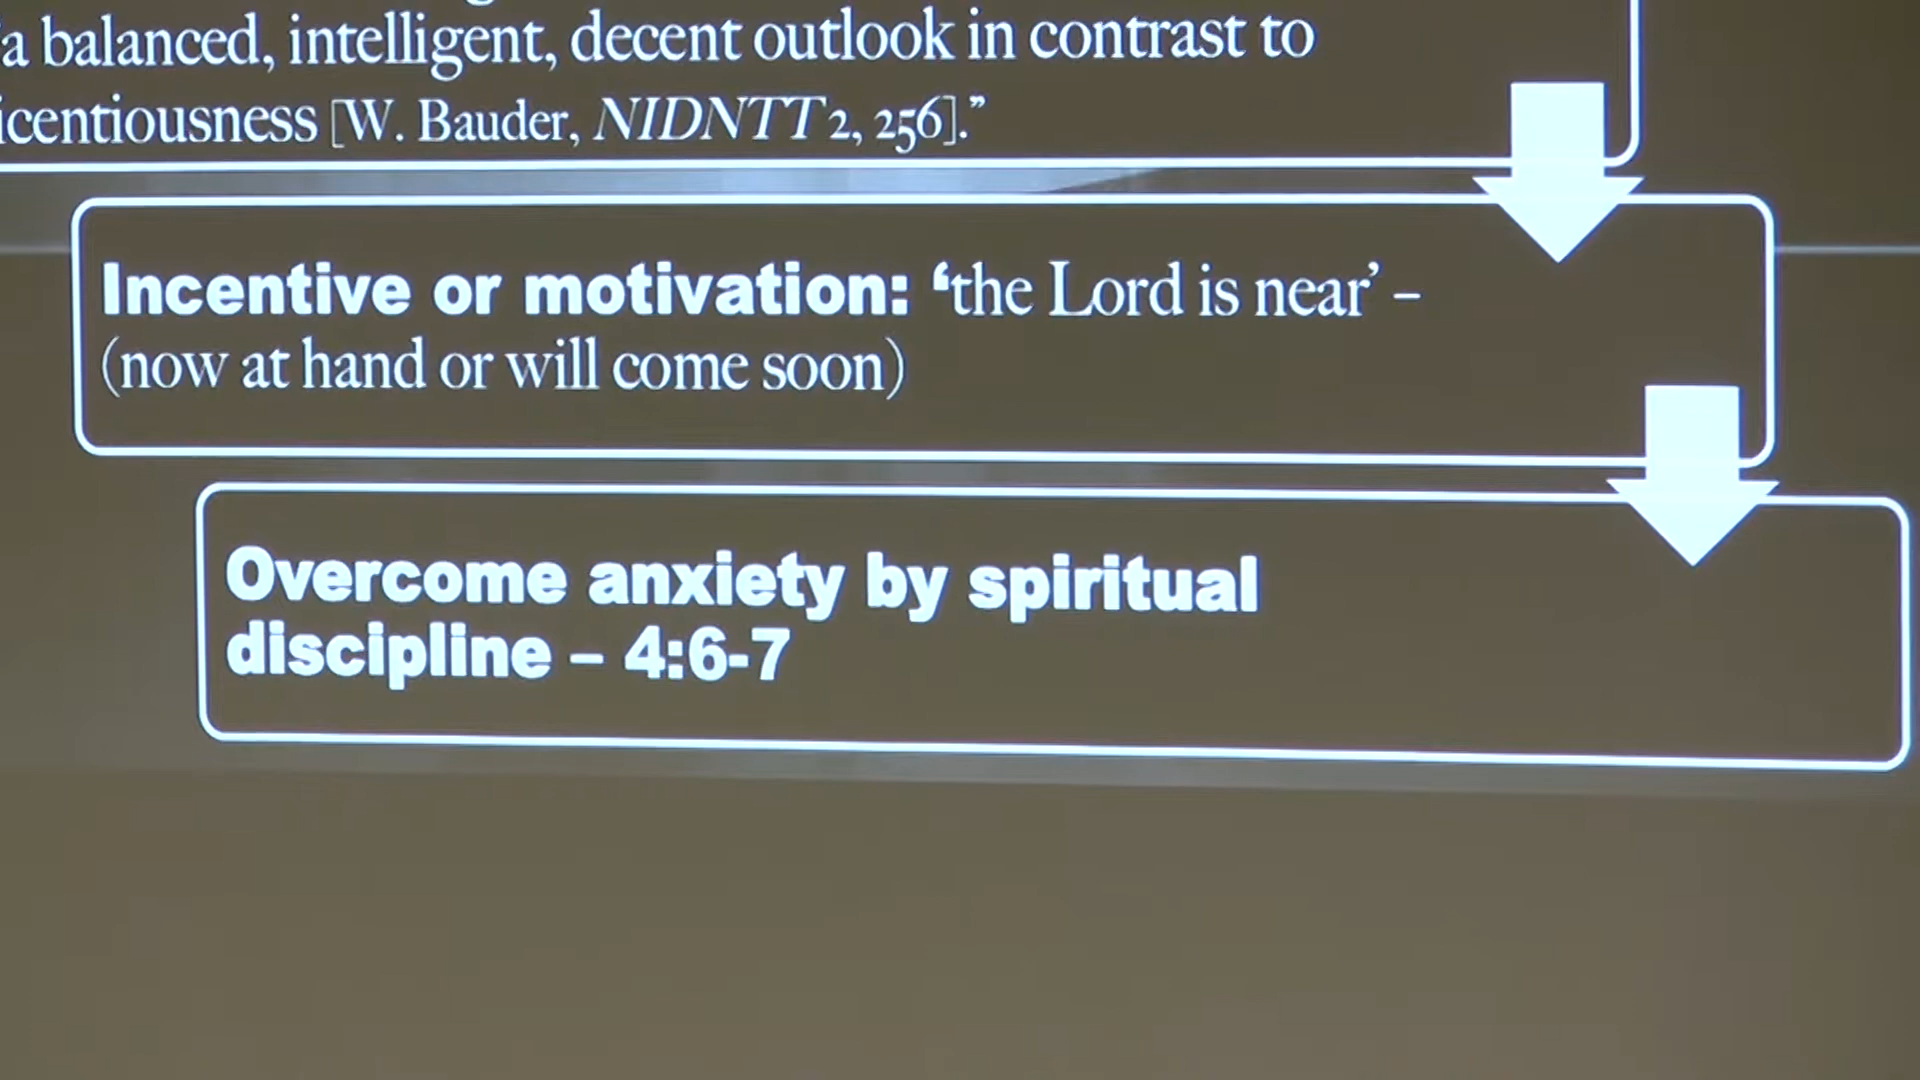 a balanced, intelligent, decent outlook in contrast to
icentiousness [W. Bauder, NIDNTT 2, 256].”
Incentive or motivation: ‘the Lord is near’ –
(now at hand or will come soon)
Overcome anxiety by spiritual
discipline – 4:6-7